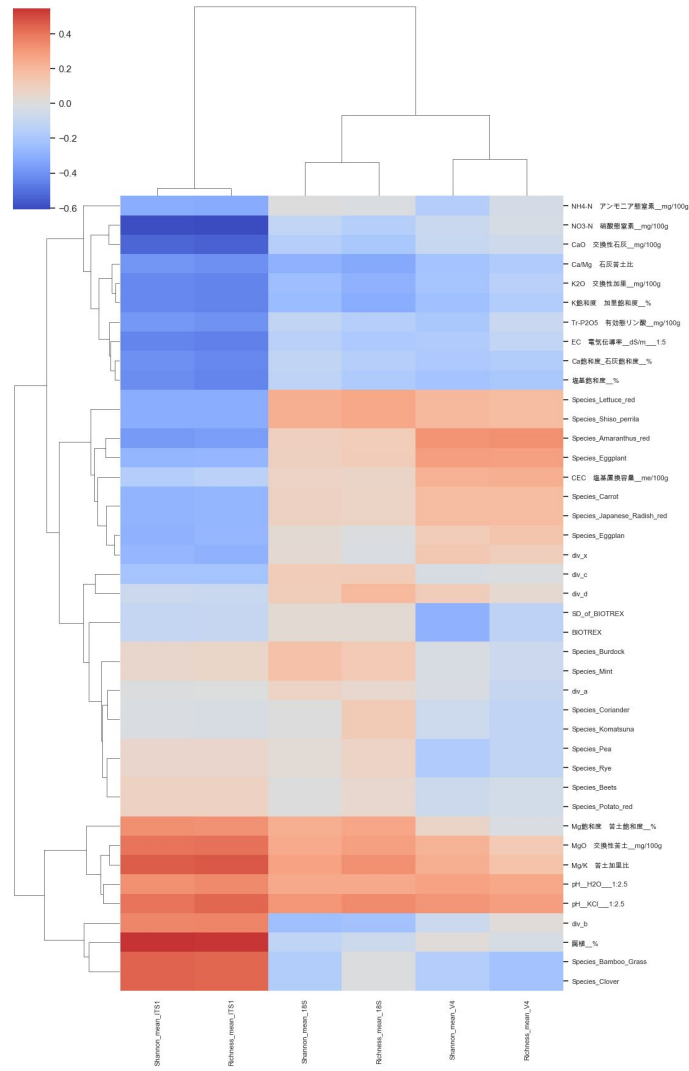 0.4
0.2
0.0
−0.2
−0.4
−0.6
NH4-N アンモニア態窒素__mg/100g
NO3-N 硝酸態窒素__mg/100g
CaO 交換性石灰__mg/100g
Ca/Mg 石灰苦土比
K2O 交換性加里__mg/100g
K飽和度 加里飽和度__%
Tr-P2O5 有効態リン酸__mg/100g
EC 電気伝導率__dS/m___1:5
Ca飽和度_石灰飽和度__%
塩基飽和度__%
Species_Lettuce_red
Species_Shiso_perrila
Species_Amaranthus_red
Species_Eggplant
CEC 塩基置換容量__me/100g
Species_Carrot
Species_Japanese_Radish_red
Species_Eggplan
div_x
div_c
div_d
SD_of_BIOTREX
BIOTREX
Species_Burdock
Species_Mint
div_a
Species_Coriander
Species_Komatsuna
Species_Pea
Species_Rye
Species_Beets
Species_Potato_red
Mg飽和度 苦土飽和度__%
MgO 交換性苦土__mg/100g
Mg/K 苦土加里比
pH__H2O___1:2.5
pH__KCl___1:2.5
div_b
腐植__%
Species_Bamboo_Grass
Species_Clover
Shannon_mean_ITS1
Richness_mean_ITS1
Shannon_mean_18S
Richness_mean_18S
Shannon_mean_V4
Richness_mean_V4